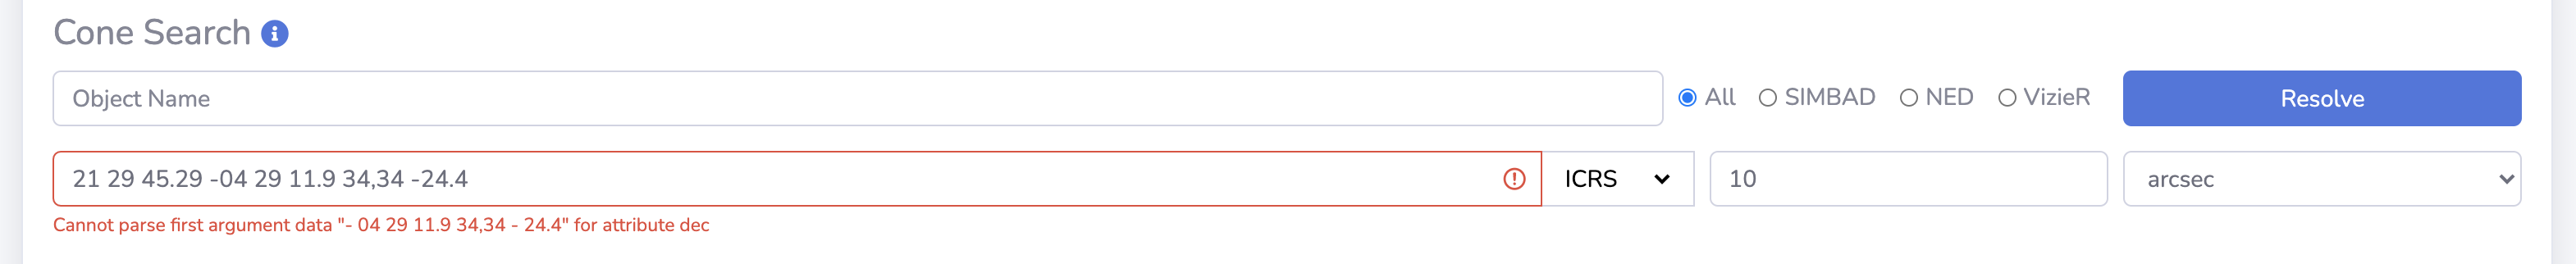 Cone Search
Object Name
All SIMBAD NED VizieR Resolve
21 29 45.29 -04 29 11.9 34,34 -24.4 ICRS 10 arcsec
Cannot parse first argument data "- 04 29 11.9 34,34 - 24.4" for attribute dec